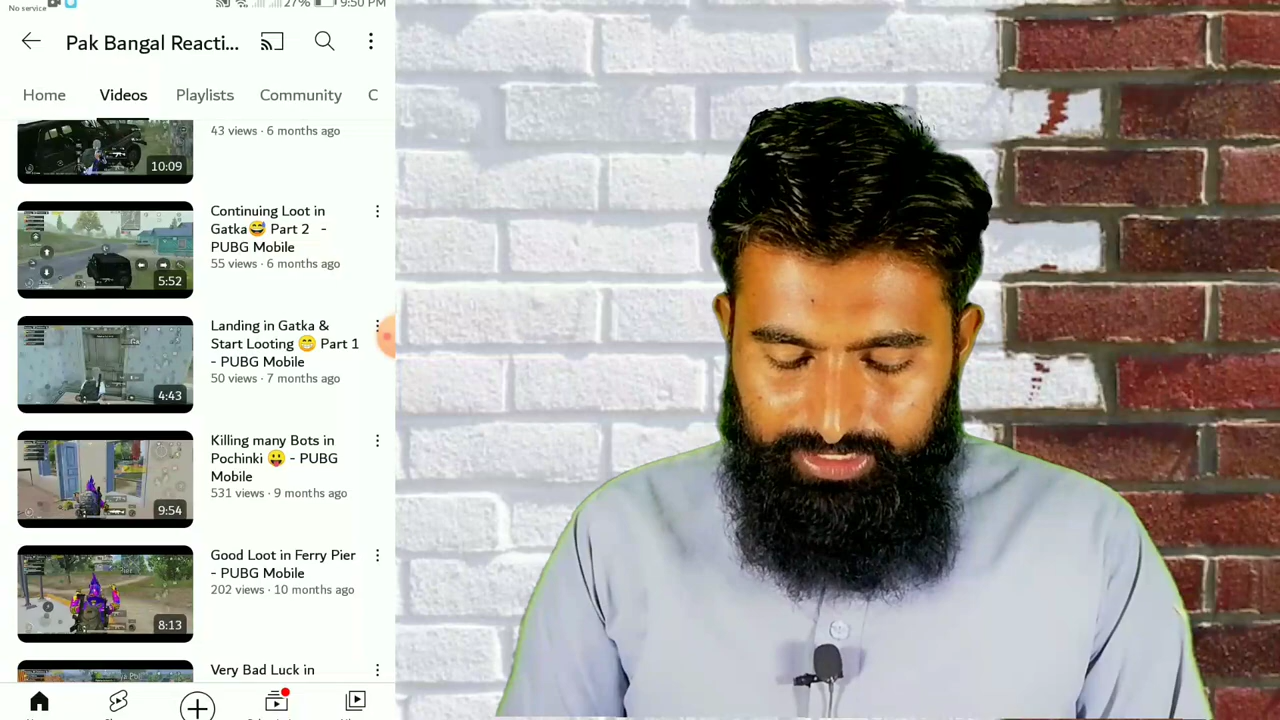 No service
27% 9:50 PM
Pak Bangal Reacti...
Home Videos Playlists Community C
43 views · 6 months ago
10:09
Continuing Loot in
Gatka😅 Part 2 -
PUBG Mobile
55 views · 6 months ago
5:52
Landing in Gatka &
Start Looting 😁 Part 1
- PUBG Mobile
50 views · 7 months ago
4:43
Killing many Bots in
Pochinki 😛 - PUBG
Mobile
531 views · 9 months ago
9:54
Good Loot in Ferry Pier
- PUBG Mobile
202 views · 10 months ago
8:13
Very Bad Luck in